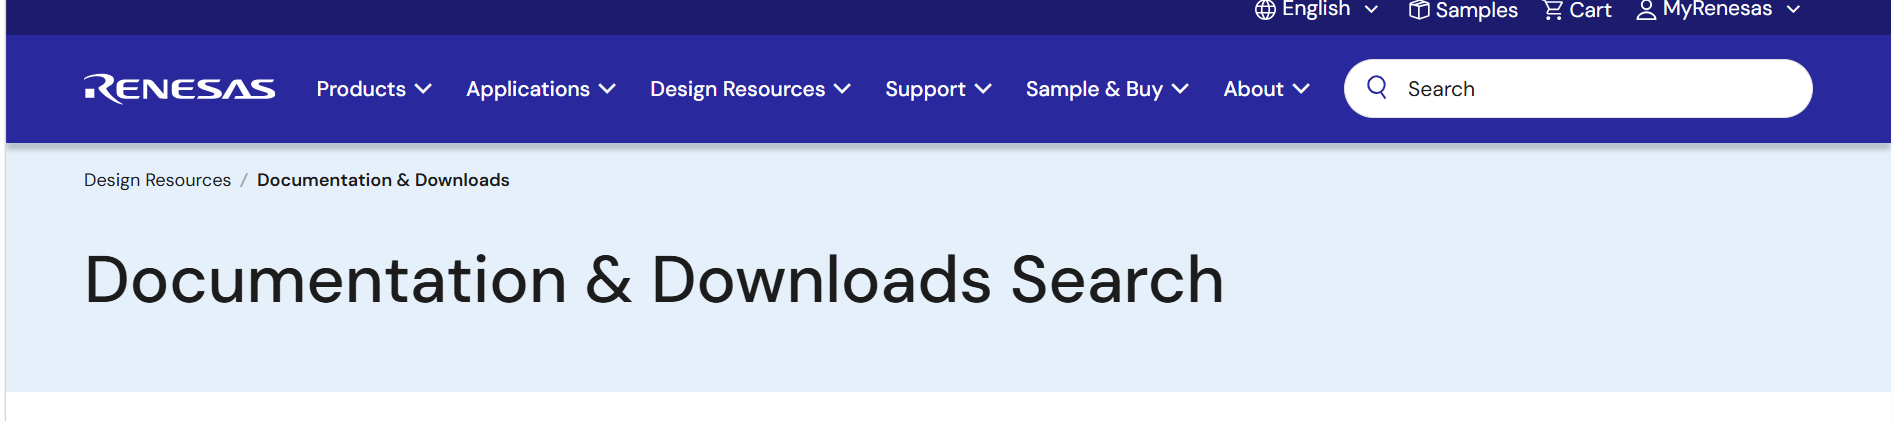 English Samples Cart MyRenesas
RENESAS Products Applications Design Resources Support Sample & Buy About Search
Design Resources / Documentation & Downloads
Documentation & Downloads Search